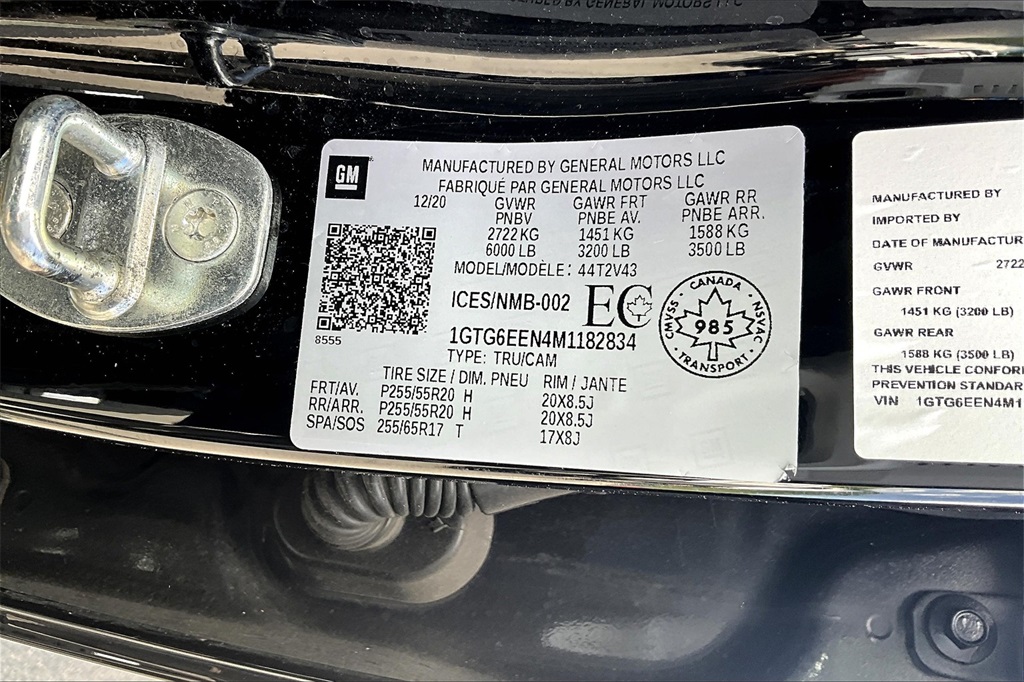 GM
MANUFACTURED BY GENERAL MOTORS LLC
FABRIQUÉ PAR GENERAL MOTORS LLC
12/20 GVWR GAWR FRT GAWR RR
PNBV PNBE AV. PNBE ARR.
2722 KG 1451 KG 1588 KG
6000 LB 3200 LB 3500 LB
MODEL/MODÈLE: 44T2V43
ICES/NMB-002 EC
CANADA
CMVSS 985 NSVAC
TRANSPORT
8555
1GTG6EEN4M1182834
TYPE: TRU/CAM
TIRE SIZE / DIM. PNEU RIM / JANTE
FRT/AV. P255/55R20 H 20X8.5J
RR/ARR. P255/55R20 H 20X8.5J
SPA/SOS 255/65R17 T 17X8J
MANUFACTURED BY
IMPORTED BY
DATE OF MANUFACTUR
GVWR 2722
GAWR FRONT
1451 KG (3200 LB)
GAWR REAR
1588 KG (3500 LB)
THIS VEHICLE CONFOR
PREVENTION STANDAR
VIN 1GTG6EEN4M1